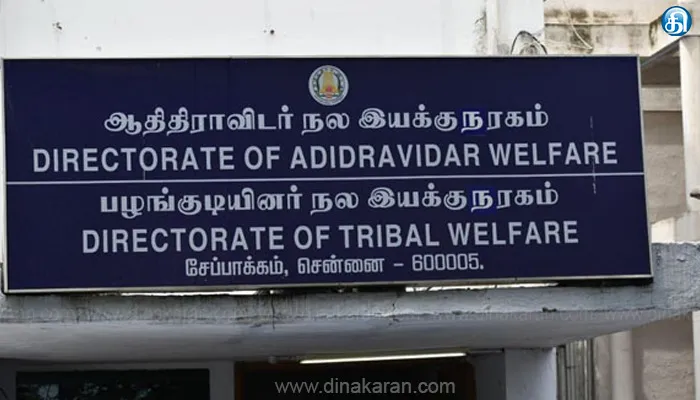 தி
ஆதிதிராவிடர் நல இயக்குநரகம்
DIRECTORATE OF ADIDRAVIDAR WELFARE
பழங்குடியினர் நல இயக்குநரகம்
DIRECTORATE OF TRIBAL WELFARE
சேப்பாக்கம், சென்னை - 600005.
www.dinakaran.com